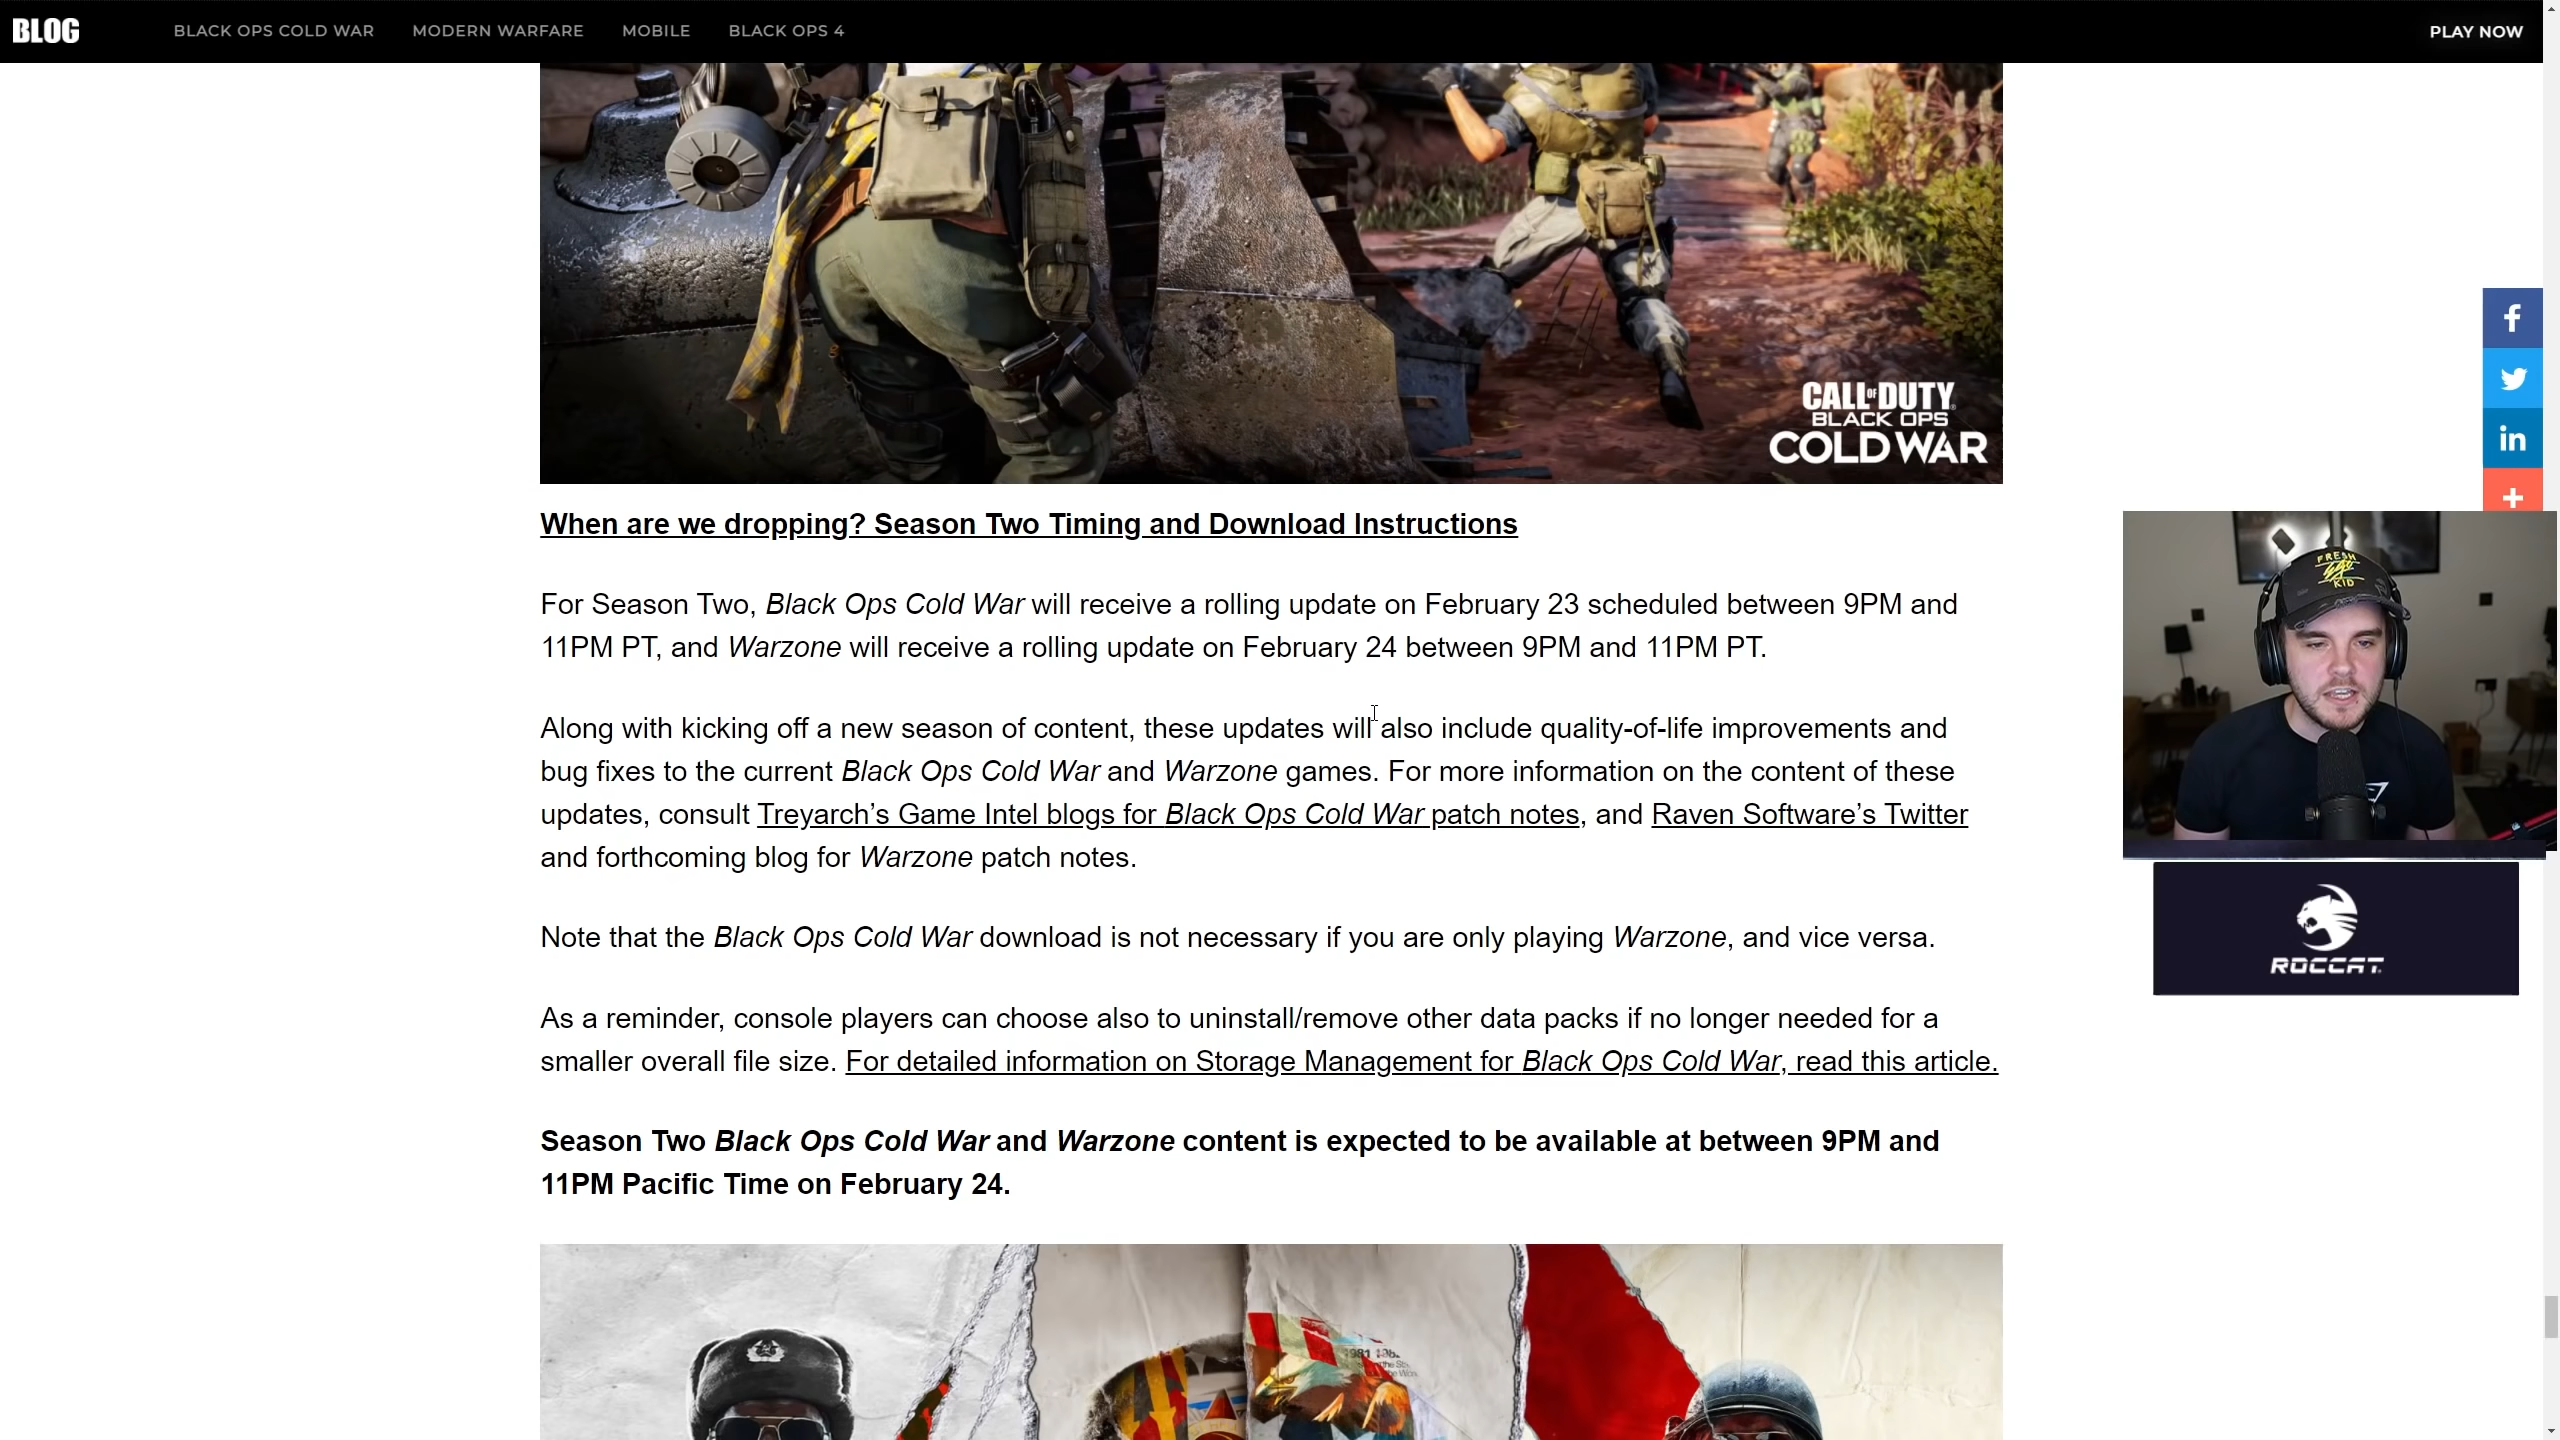 BLOG
BLACK OPS COLD WAR
MODERN WARFARE
MOBILE
BLACK OPS 4
PLAY NOW
CALL OF DUTY
BLACK OPS
COLD WAR
When are we dropping? Season Two Timing and Download Instructions
For Season Two, Black Ops Cold War will receive a rolling update on February 23 scheduled between 9PM and
11PM PT, and Warzone will receive a rolling update on February 24 between 9PM and 11PM PT.
Along with kicking off a new season of content, these updates will also include quality-of-life improvements and
bug fixes to the current Black Ops Cold War and Warzone games. For more information on the content of these
updates, consult Treyarch’s Game Intel blogs for Black Ops Cold War patch notes, and Raven Software’s Twitter
and forthcoming blog for Warzone patch notes.
Note that the Black Ops Cold War download is not necessary if you are only playing Warzone, and vice versa.
As a reminder, console players can choose also to uninstall/remove other data packs if no longer needed for a
smaller overall file size. For detailed information on Storage Management for Black Ops Cold War, read this article.
Season Two Black Ops Cold War and Warzone content is expected to be available at between 9PM and
11PM Pacific Time on February 24.
FRESH
EGO
KID
ROCCAT